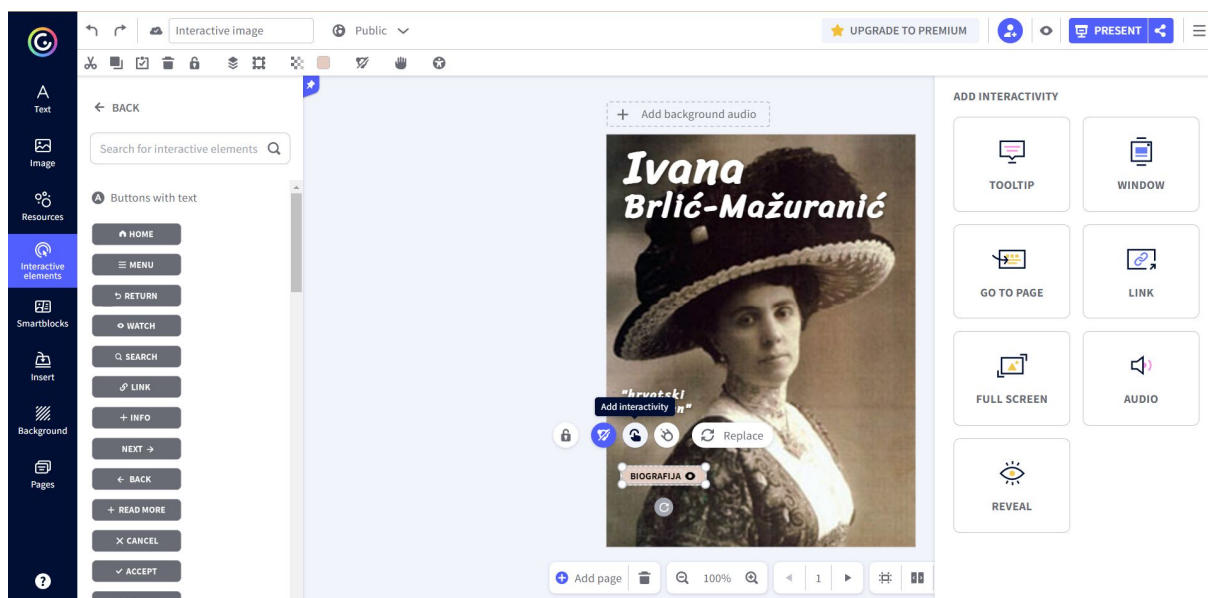 Interactive image
Public
UPGRADE TO PREMIUM
PRESENT
Text
Image
Resources
Interactive
elements
Smartblocks
Insert
Background
Pages
?
BACK
Search for interactive elements
A Buttons with text
HOME
MENU
RETURN
WATCH
SEARCH
LINK
+ INFO
NEXT →
← BACK
+ READ MORE
× CANCEL
✓ ACCEPT
+ Add background audio
Ivana
Brlić-Mažuranić
"hrvatski
Add interactivity
Replace
BIOGRAFIJA
Add page
100%
1
ADD INTERACTIVITY
TOOLTIP
WINDOW
GO TO PAGE
LINK
FULL SCREEN
AUDIO
REVEAL